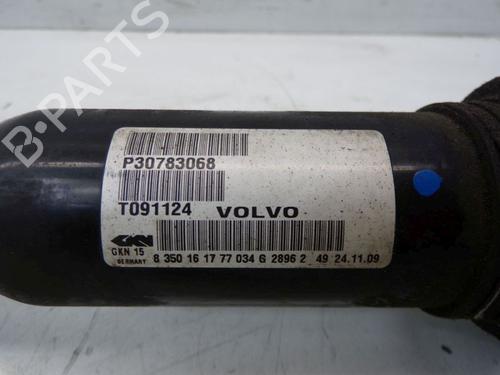 P30783068
T091124 VOLVO
GKN
GKN 15
GERMANY
8 350 16 17 77 034 G 2896 2 49 24.11.09
B-PARTS